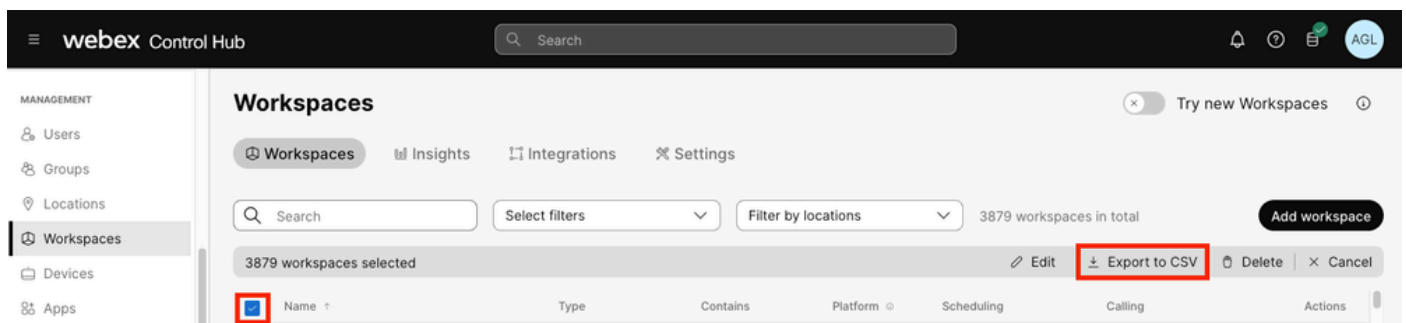 webex Control Hub
Search
AGL
MANAGEMENT
Users
Groups
Locations
Workspaces
Devices
Apps
Workspaces
Try new Workspaces
Workspaces Insights Integrations Settings
Search
Select filters
Filter by locations
3879 workspaces in total
Add workspace
3879 workspaces selected
Edit
Export to CSV
Delete
Cancel
Name Type Contains Platform Scheduling Calling Actions